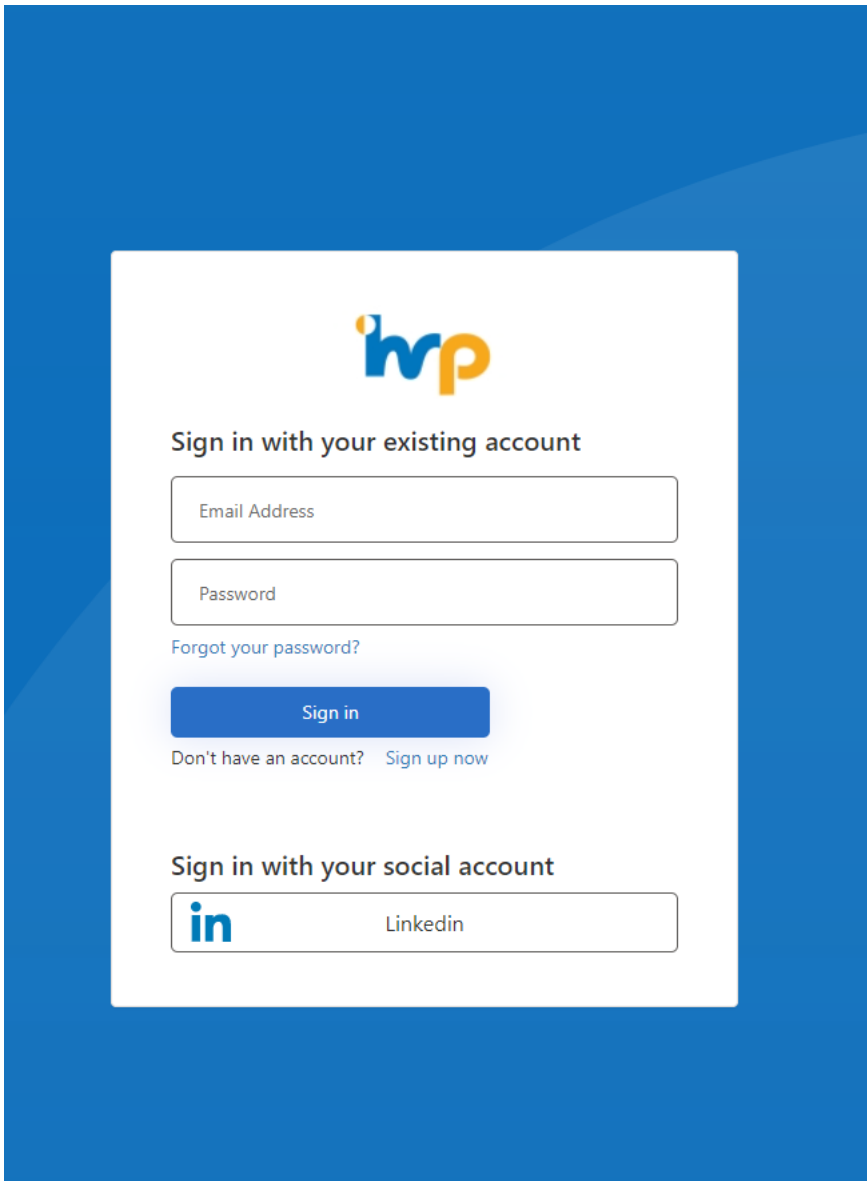 hrp
Sign in with your existing account
Email Address
Password
Forgot your password?
Sign in
Don't have an account? Sign up now
Sign in with your social account
in Linkedin